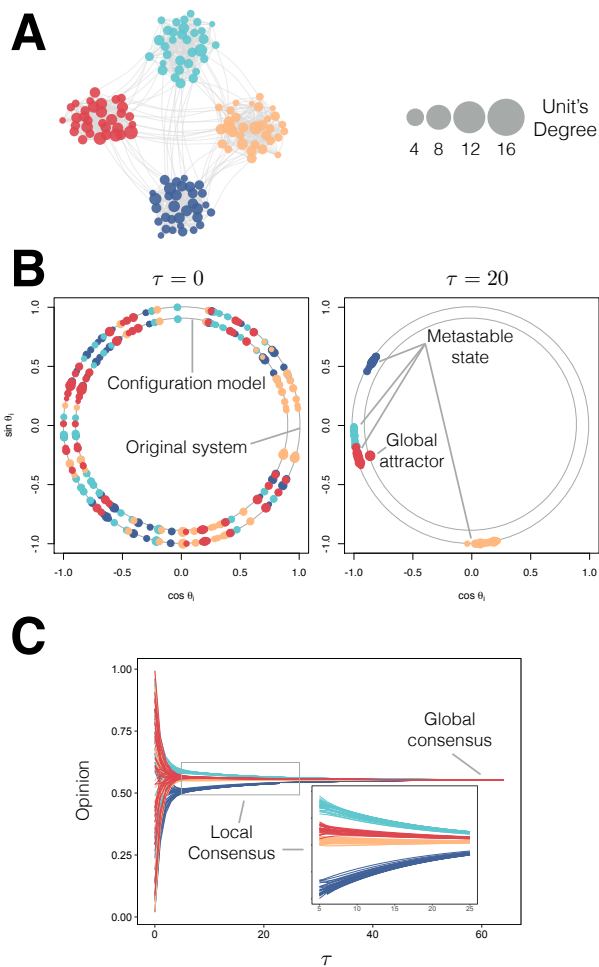 A
Unit's
Degree
4 8 12 16
B
τ = 0
τ = 20
1.0
0.5
0.0
-0.5
-1.0
sin θi
Configuration model
Original system
-1.0 -0.5 0.0 0.5 1.0
cos θi
1.0
0.5
0.0
-0.5
-1.0
Metastable
state
Global
attractor
-1.0 -0.5 0.0 0.5 1.0
cos θi
C
1.00
0.75
0.50
0.25
0.00
Opinion
Global
consensus
Local
Consensus
5 10 15 20 25
0 20 40 60
τ